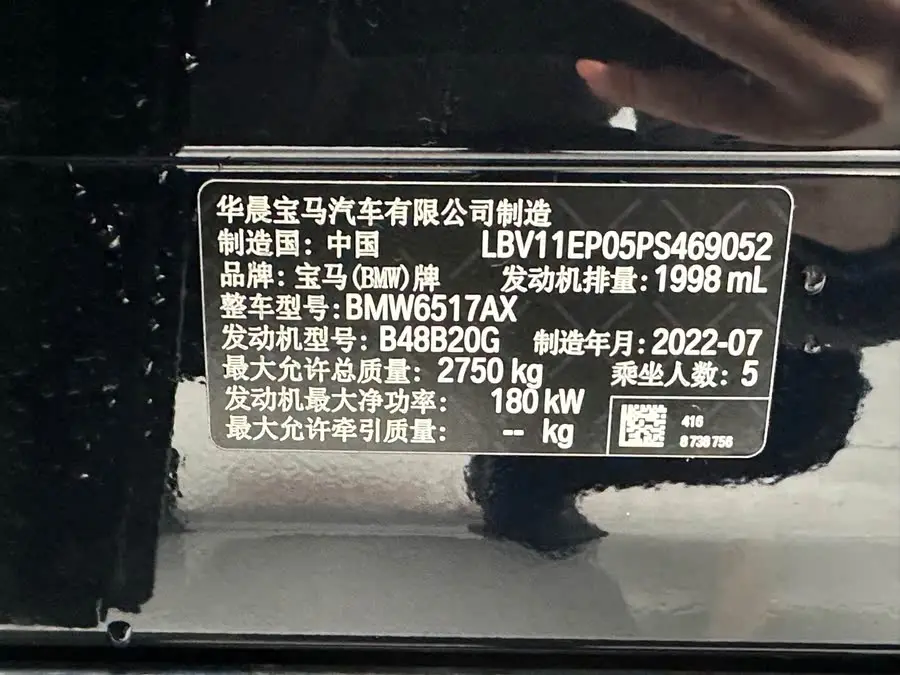 华晨宝马汽车有限公司制造
制造国：中国 LBV11EP05PS469052
品牌：宝马(BMW)牌 发动机排量：1998 mL
整车型号：BMW6517AX
发动机型号：B48B20G 制造年月：2022-07
最大允许总质量：2750 kg 乘坐人数：5
发动机最大净功率：180 kW
最大允许牵引质量：-- kg
416
8736756